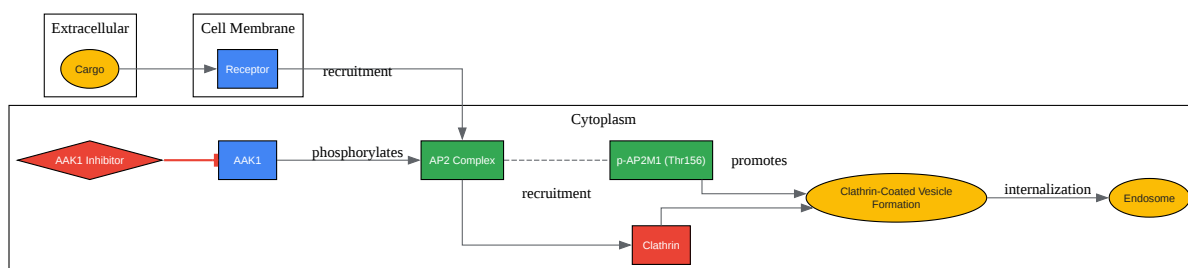 Extracellular
Cell Membrane
Cargo
Receptor
recruitment
Cytoplasm
AAK1 Inhibitor
AAK1
phosphorylates
AP2 Complex
p-AP2M1 (Thr156)
promotes
recruitment
Clathrin-Coated Vesicle
Formation
internalization
Endosome
Clathrin